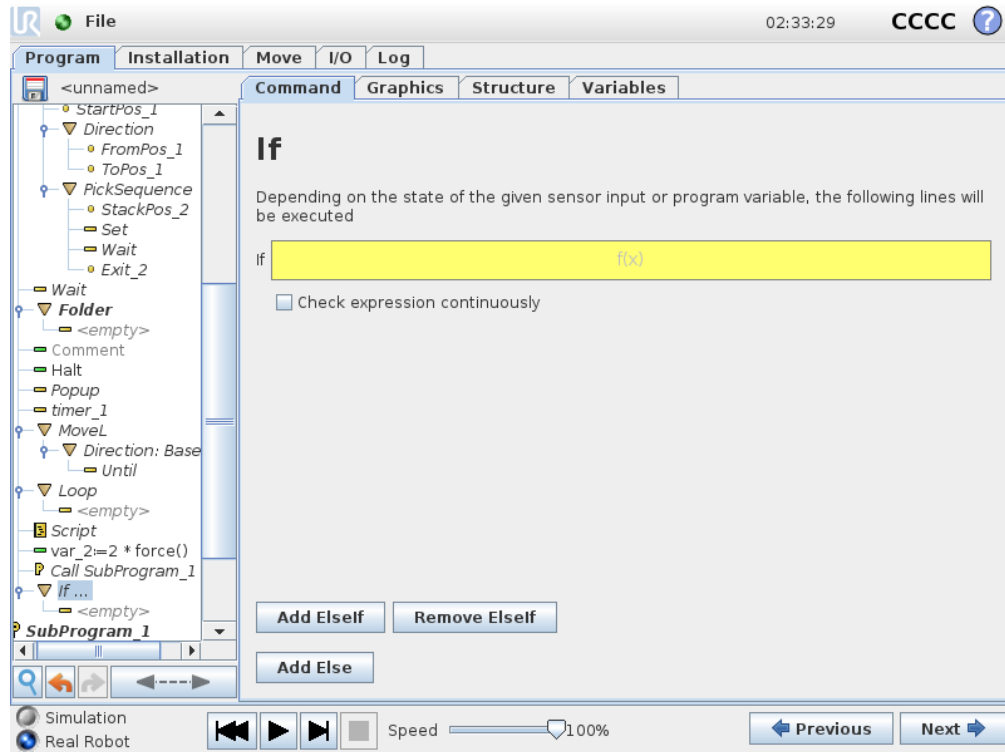 UR File 02:33:29 CCCC ?
Program Installation Move I/O Log
<unnamed>
Command Graphics Structure Variables
StartPos_1
Direction
FromPos_1
ToPos_1
PickSequence
StackPos_2
Set
Wait
Exit_2
Wait
Folder
<empty>
Comment
Halt
Popup
timer_1
MoveL
Direction: Base
Until
Loop
<empty>
Script
var_2:=2 * force()
P Call SubProgram_1
If ...
<empty>
P SubProgram_1
If
Depending on the state of the given sensor input or program variable, the following lines will
be executed
If f(x)
Check expression continuously
Add ElseIf Remove ElseIf
Add Else
Simulation
Real Robot
Speed 100%
Previous Next